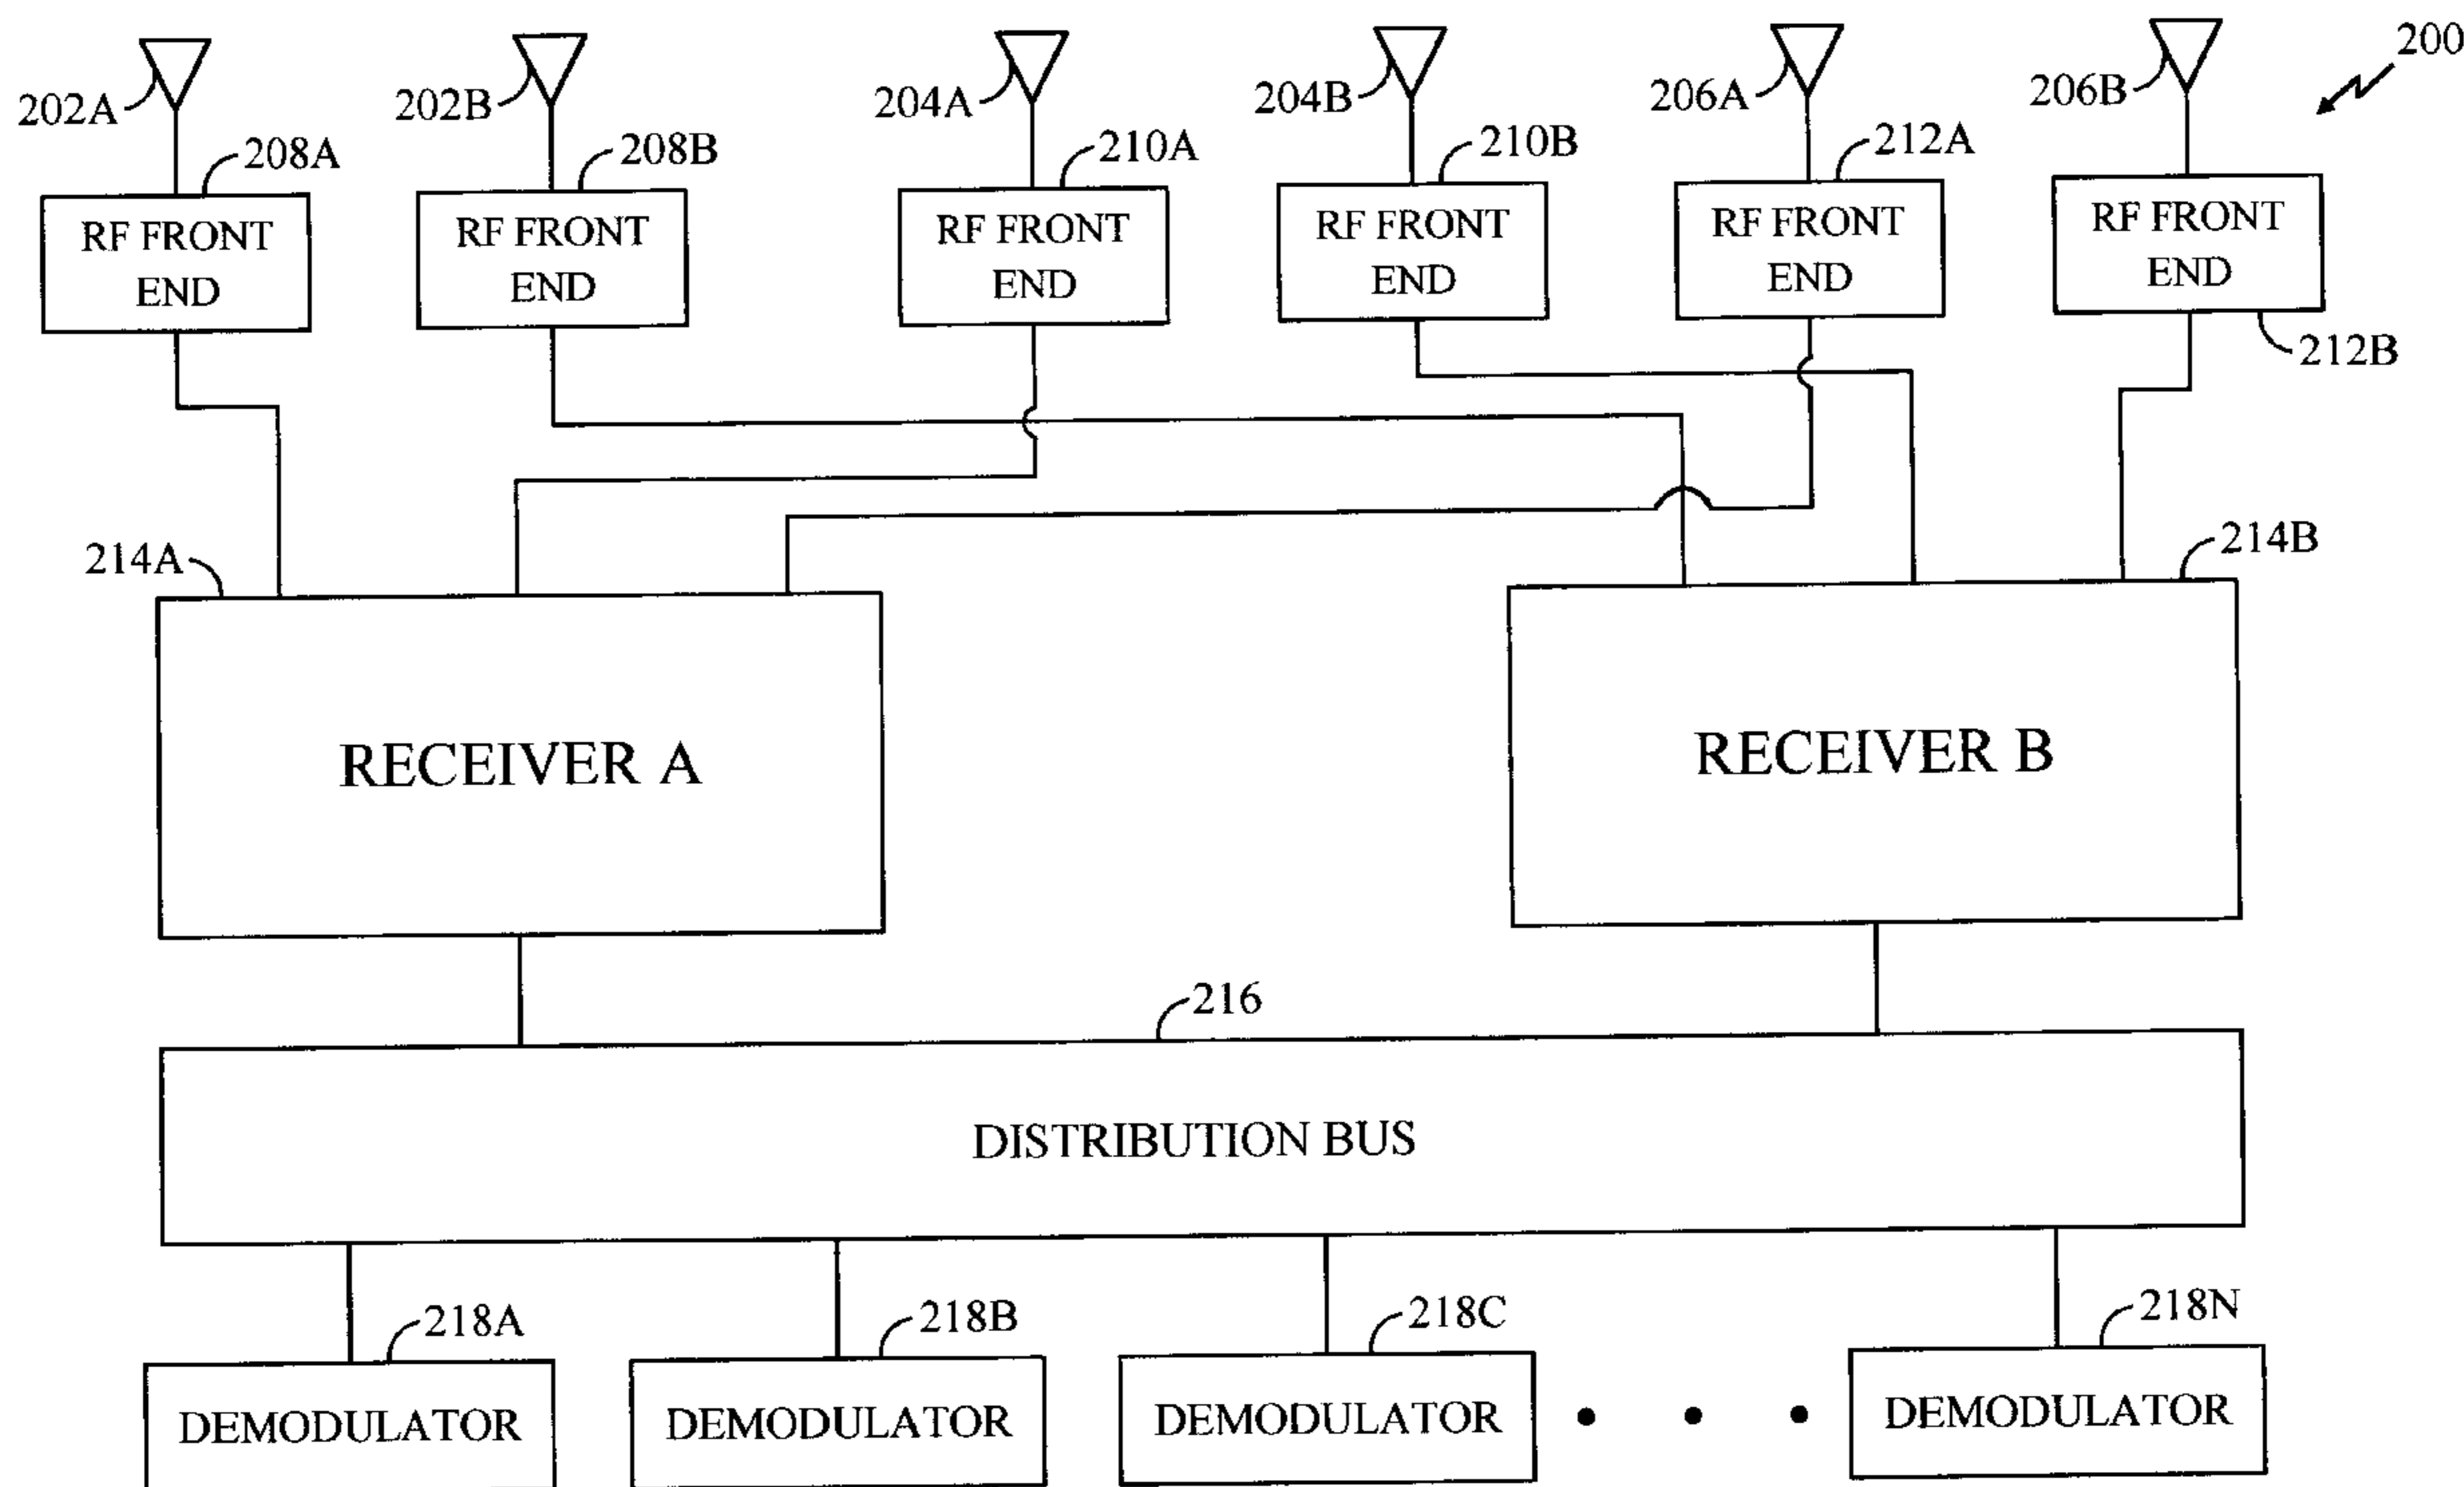 200
202A
202B
204A
204B
206A
206B
208A
208B
210A
210B
212A
RF FRONT
END
RF FRONT
END
RF FRONT
END
RF FRONT
END
RF FRONT
END
RF FRONT
END
212B
214A
214B
RECEIVER A
RECEIVER B
216
DISTRIBUTION BUS
218A
218B
218C
218N
DEMODULATOR
DEMODULATOR
DEMODULATOR
DEMODULATOR